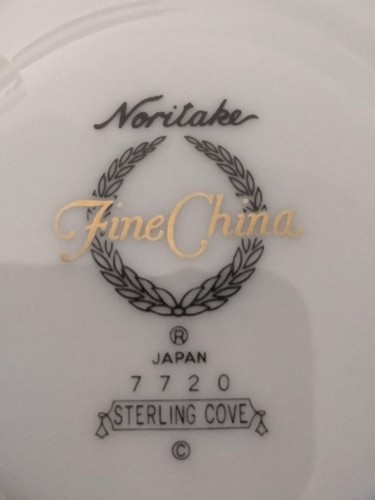 Noritake
Fine China
®
JAPAN
7720
STERLING COVE
©